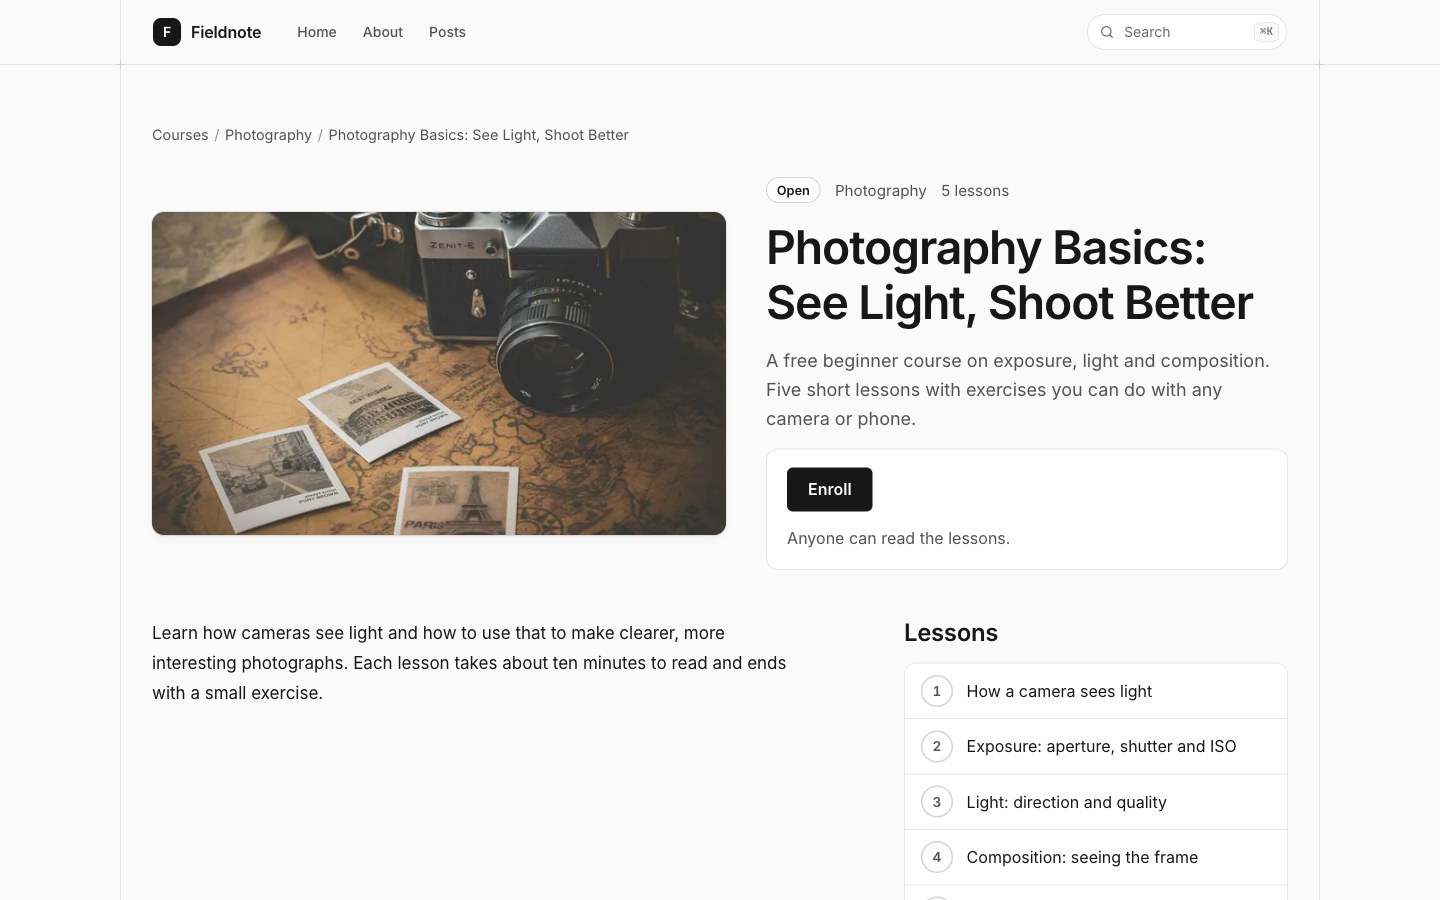 F Fieldnote Home About Posts Search ⌘K
Courses / Photography / Photography Basics: See Light, Shoot Better
Open Photography 5 lessons
Photography Basics:
See Light, Shoot Better
A free beginner course on exposure, light and composition.
Five short lessons with exercises you can do with any
camera or phone.
Enroll
Anyone can read the lessons.
ZENIT-E
PARIS
Learn how cameras see light and how to use that to make clearer, more
interesting photographs. Each lesson takes about ten minutes to read and ends
with a small exercise.
Lessons
1 How a camera sees light
2 Exposure: aperture, shutter and ISO
3 Light: direction and quality
4 Composition: seeing the frame